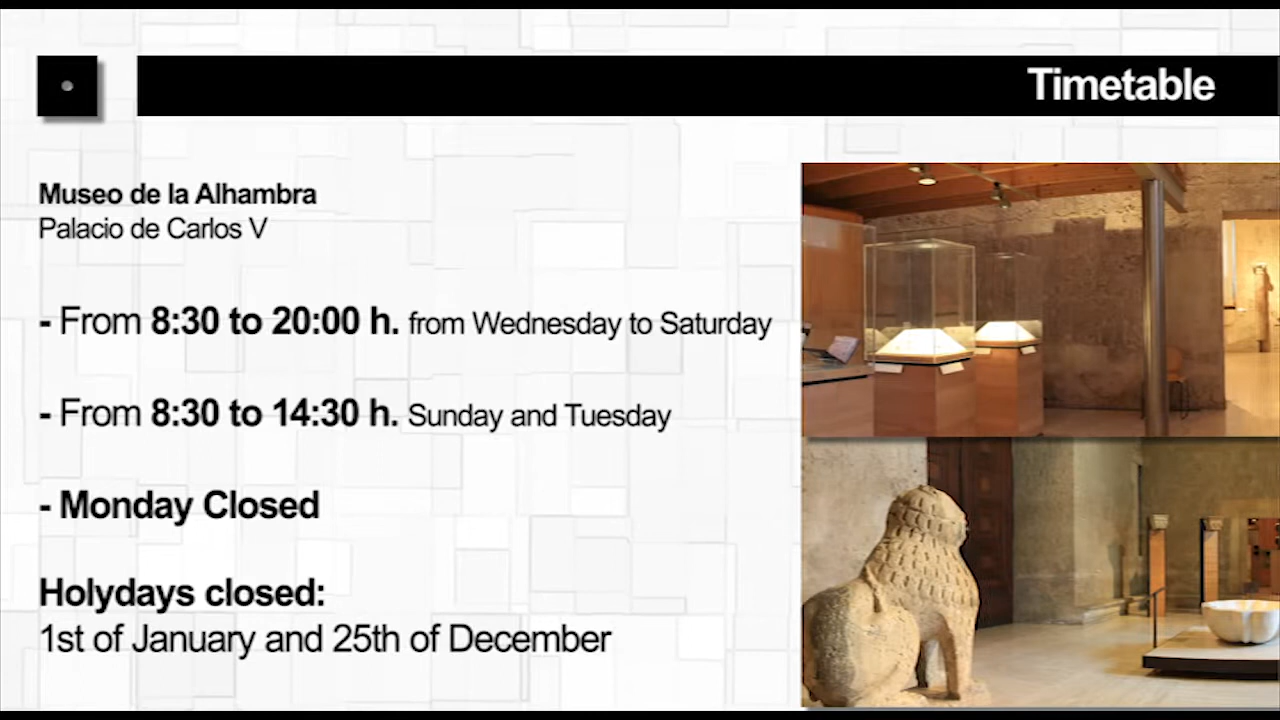 Timetable
Museo de la Alhambra
Palacio de Carlos V
- From 8:30 to 20:00 h. from Wednesday to Saturday
- From 8:30 to 14:30 h. Sunday and Tuesday
- Monday Closed
Holydays closed:
1st of January and 25th of December